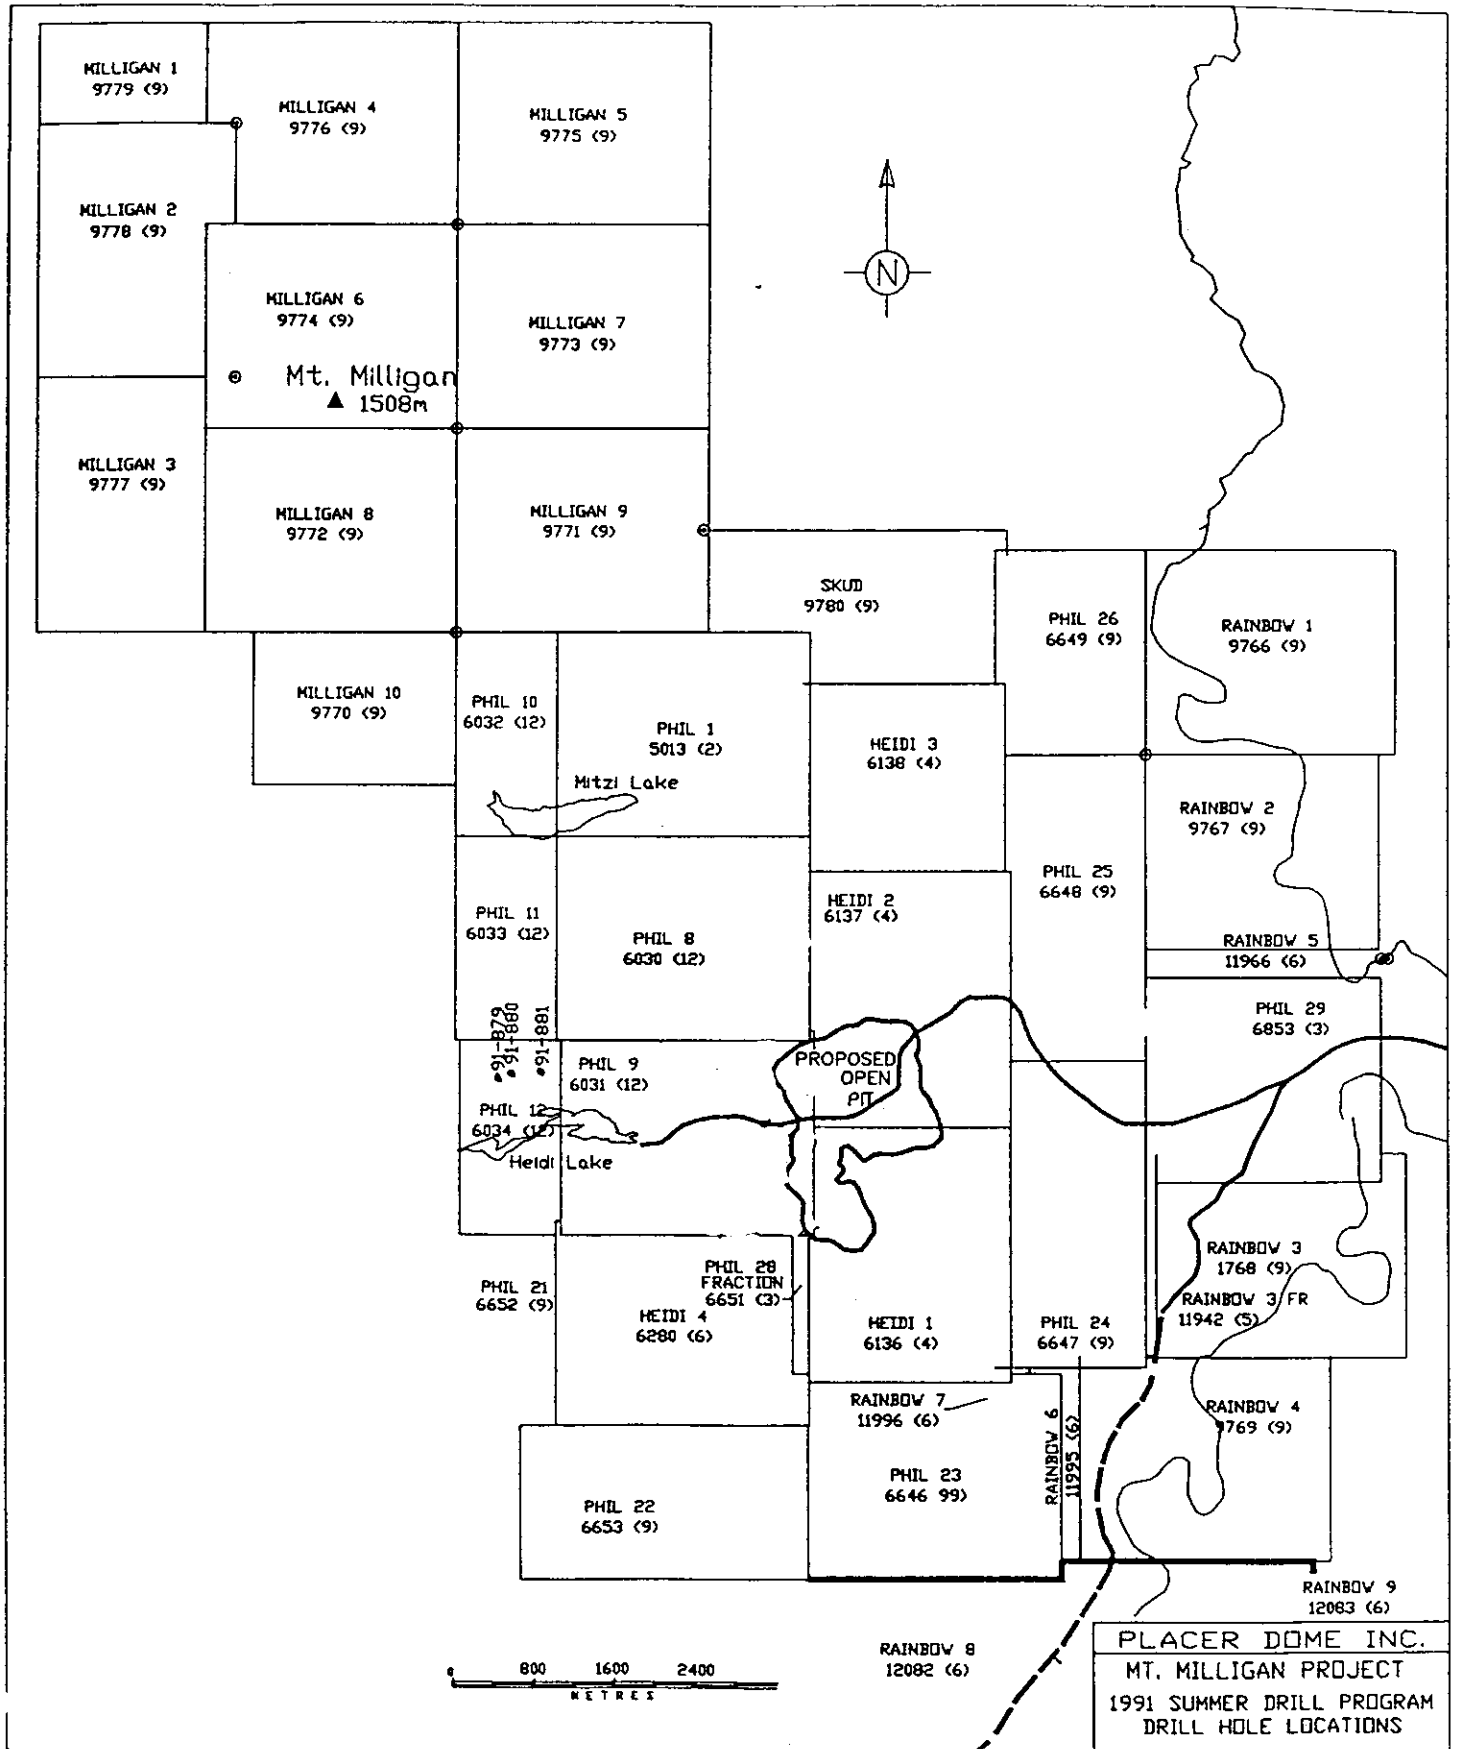 MILLIGAN 1
9779 (9)
MILLIGAN 4
9776 (9)
MILLIGAN 5
9775 (9)
MILLIGAN 2
9778 (9)
N
MILLIGAN 6
9774 (9)
MILLIGAN 7
9773 (9)
Mt. Milligan
1508m
MILLIGAN 3
9777 (9)
MILLIGAN 8
9772 (9)
MILLIGAN 9
9771 (9)
SKUD
9780 (9)
PHIL 26
6649 (9)
RAINBOW 1
9766 (9)
MILLIGAN 10
9770 (9)
PHIL 10
6032 (12)
PHIL 1
5013 (2)
HEIDI 3
6138 (4)
Mitzi Lake
RAINBOW 2
9767 (9)
PHIL 25
6648 (9)
HEIDI 2
6137 (4)
PHIL 11
6033 (12)
PHIL 8
6030 (12)
RAINBOW 5
11966 (6)
PHIL 29
6853 (3)
91-879
91-880
91-881
PHIL 9
6031 (12)
PROPOSED
OPEN
PIT
PHIL 12
6034 (12)
Heidi Lake
RAINBOW 3
1768 (9)
PHIL 21
6652 (9)
PHIL 28
FRACTION
6651 (3)
RAINBOW 3 FR
11942 (5)
HEIDI 4
6280 (6)
HEIDI 1
6136 (4)
PHIL 24
6647 (9)
RAINBOW 7
11996 (6)
RAINBOW 6
11995 (6)
RAINBOW 4
9769 (9)
PHIL 23
6646 99)
PHIL 22
6653 (9)
RAINBOW 9
12083 (6)
RAINBOW 8
12082 (6)
0 800 1600 2400
METRES
PLACER DOME INC.
MT. MILLIGAN PROJECT
1991 SUMMER DRILL PROGRAM
DRILL HOLE LOCATIONS